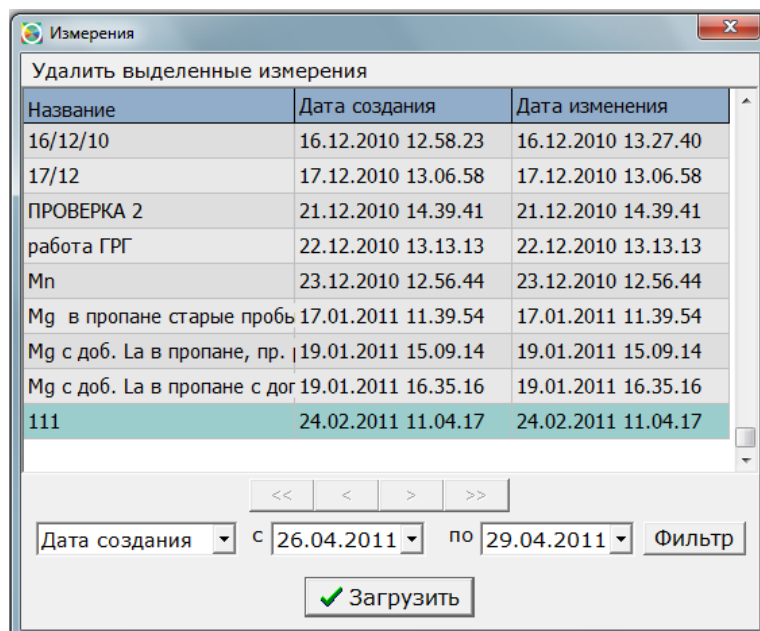 Измерения
Удалить выделенные измерения
Название Дата создания Дата изменения
16/12/10 16.12.2010 12.58.23 16.12.2010 13.27.40
17/12 17.12.2010 13.06.58 17.12.2010 13.06.58
ПРОВЕРКА 2 21.12.2010 14.39.41 21.12.2010 14.39.41
работа ГРГ 22.12.2010 13.13.13 22.12.2010 13.13.13
Mn 23.12.2010 12.56.44 23.12.2010 12.56.44
Mg в пропане старые 17.01.2011 11.39.54 17.01.2011 11.39.54
Mg с доб. La в пропане, пр. 19.01.2011 15.09.14 19.01.2011 15.09.14
Mg с доб. La в пропане с 19.01.2011 16.35.16 19.01.2011 16.35.16
111 24.02.2011 11.04.17 24.02.2011 11.04.17
<< < > >>
Дата создания с 26.04.2011 по 29.04.2011 Фильтр
Загрузить